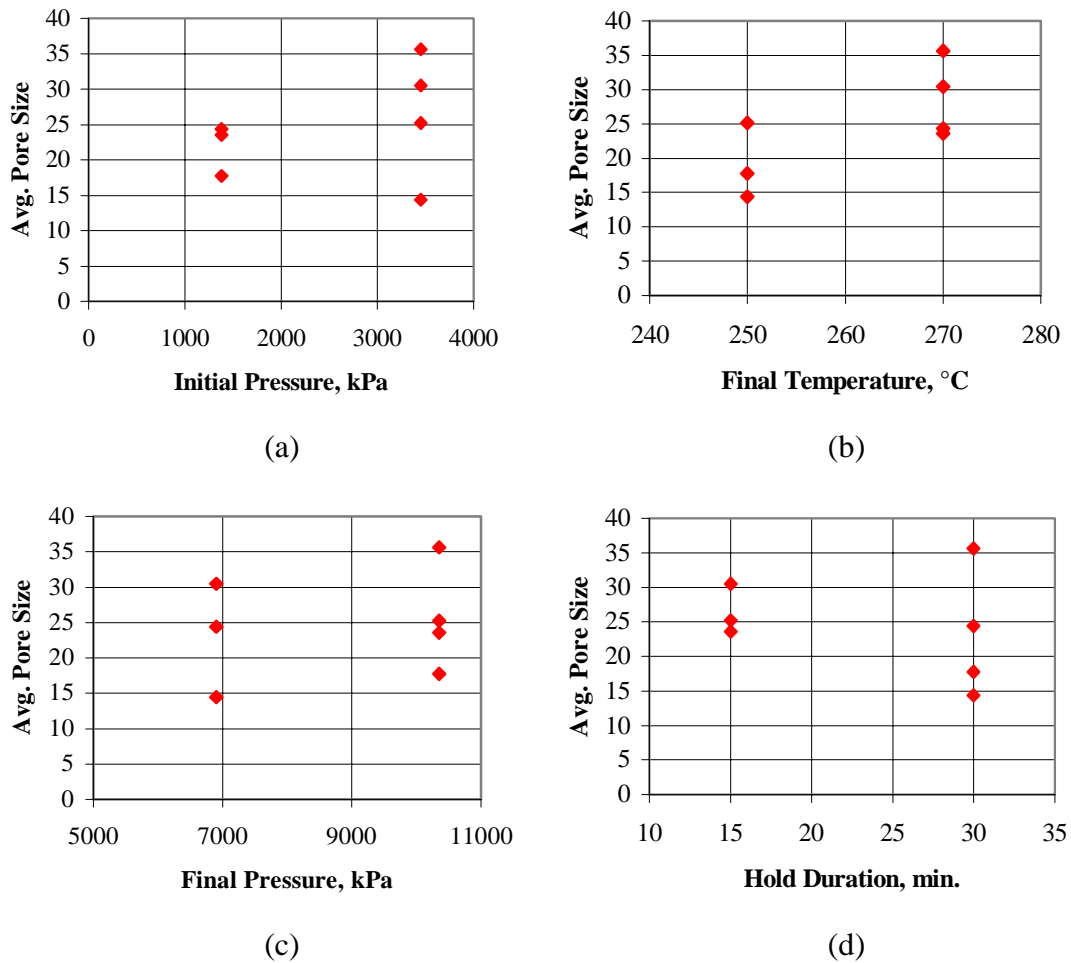 40
35
30
25
20
15
10
5
0
Avg. Pore Size
0 1000 2000 3000 4000
Initial Pressure, kPa
(a)
40
35
30
25
20
15
10
5
0
Avg. Pore Size
240 250 260 270 280
Final Temperature, °C
(b)
40
35
30
25
20
15
10
5
0
Avg. Pore Size
5000 7000 9000 11000
Final Pressure, kPa
(c)
40
35
30
25
20
15
10
5
0
Avg. Pore Size
10 15 20 25 30 35
Hold Duration, min.
(d)